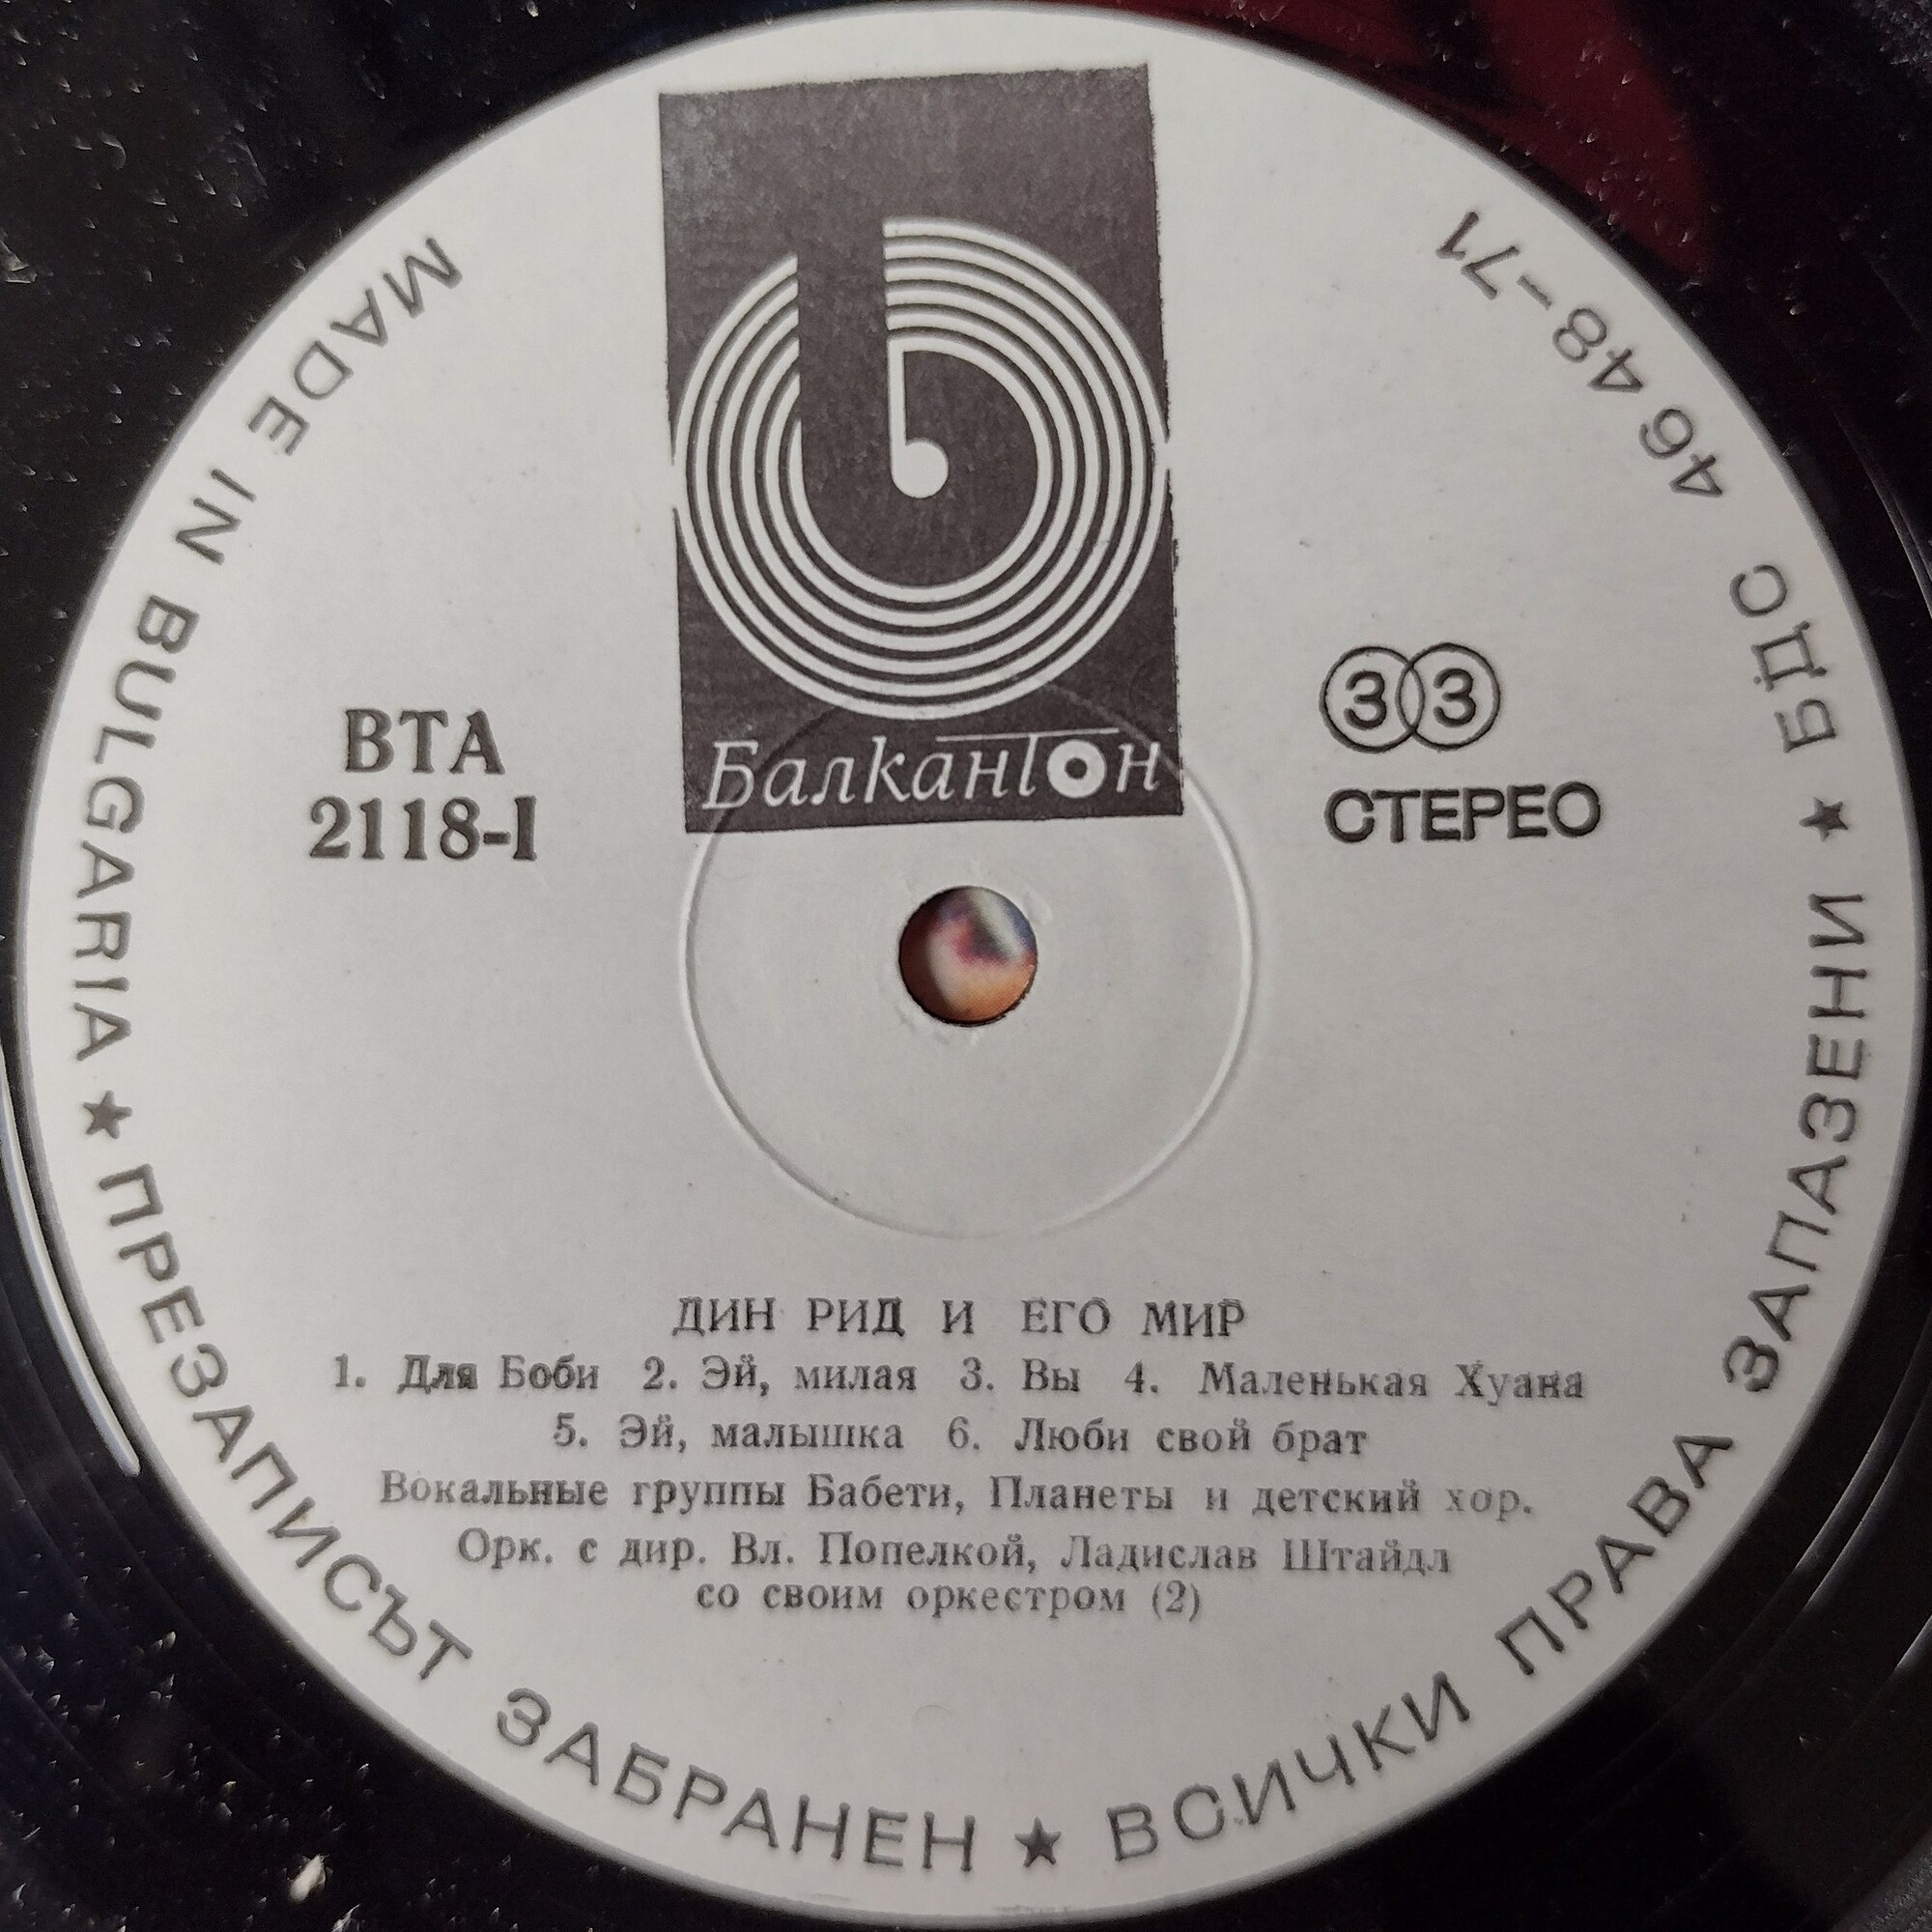 Балкантон
ВТА
2118-I
33
СТЕРЕО
ДИН РИД И ЕГО МИР
1. Для Боби 2. Эй, милая 3. Вы 4. Маленькая Хуана
5. Эй, малышка 6. Люби свой брат
Вокальные группы Бабети, Планеты и детский хор.
Орк. с дир. Вл. Попелкой, Ладислав Штайдл
со своим оркестром (2)
MADE IN BULGARIA ★ ПРЕЗАПИСЪТ ЗАБРАНЕН ★ ВСИЧКИ ПРАВА ЗАПАЗЕНИ ★ БДС 4648-71